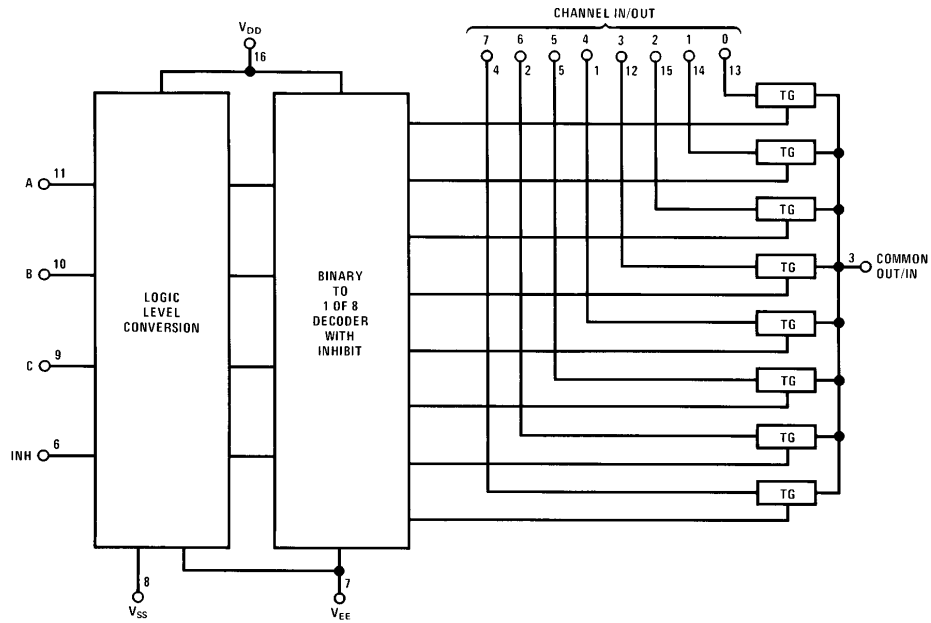 CHANNEL IN/OUT
7 6 5 4 3 2 1 0
4 2 5 1 12 15 14 13
VDD
16
TG
TG
TG
TG
TG
TG
TG
TG
A 11
B 10
C 9
INH 6
LOGIC
LEVEL
CONVERSION
BINARY
TO
1 OF 8
DECODER
WITH
INHIBIT
3 COMMON
OUT/IN
8
VSS
7
VEE